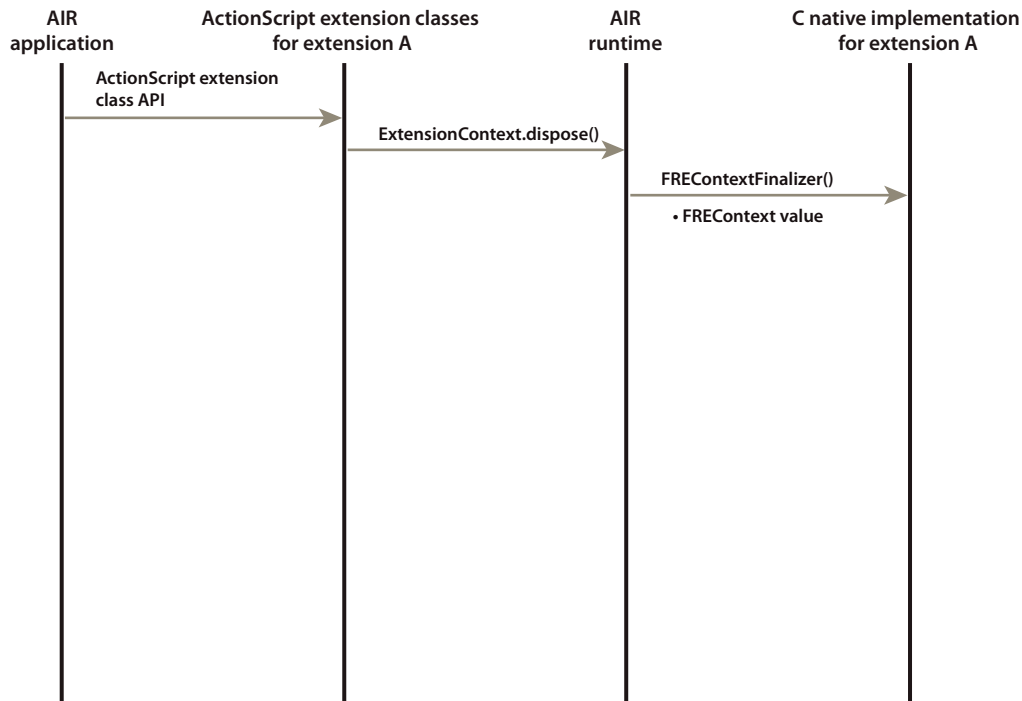 AIR
application
ActionScript extension classes
for extension A
AIR
runtime
C native implementation
for extension A
ActionScript extension
class API
ExtensionContext.dispose()
FREContextFinalizer()
• FREContext value